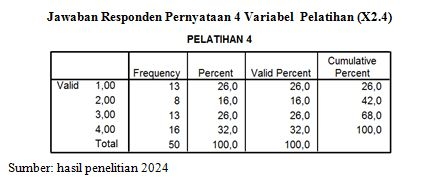 Jawaban Responden Pernyataan 4 Variabel Pelatihan (X2.4)
PELATIHAN 4
Frequency Percent Valid Percent Cumulative Percent
Valid 1,00 13 26,0 26,0 26,0
2,00 8 16,0 16,0 42,0
3,00 13 26,0 26,0 68,0
4,00 16 32,0 32,0 100,0
Total 50 100,0 100,0
Sumber: hasil penelitian 2024